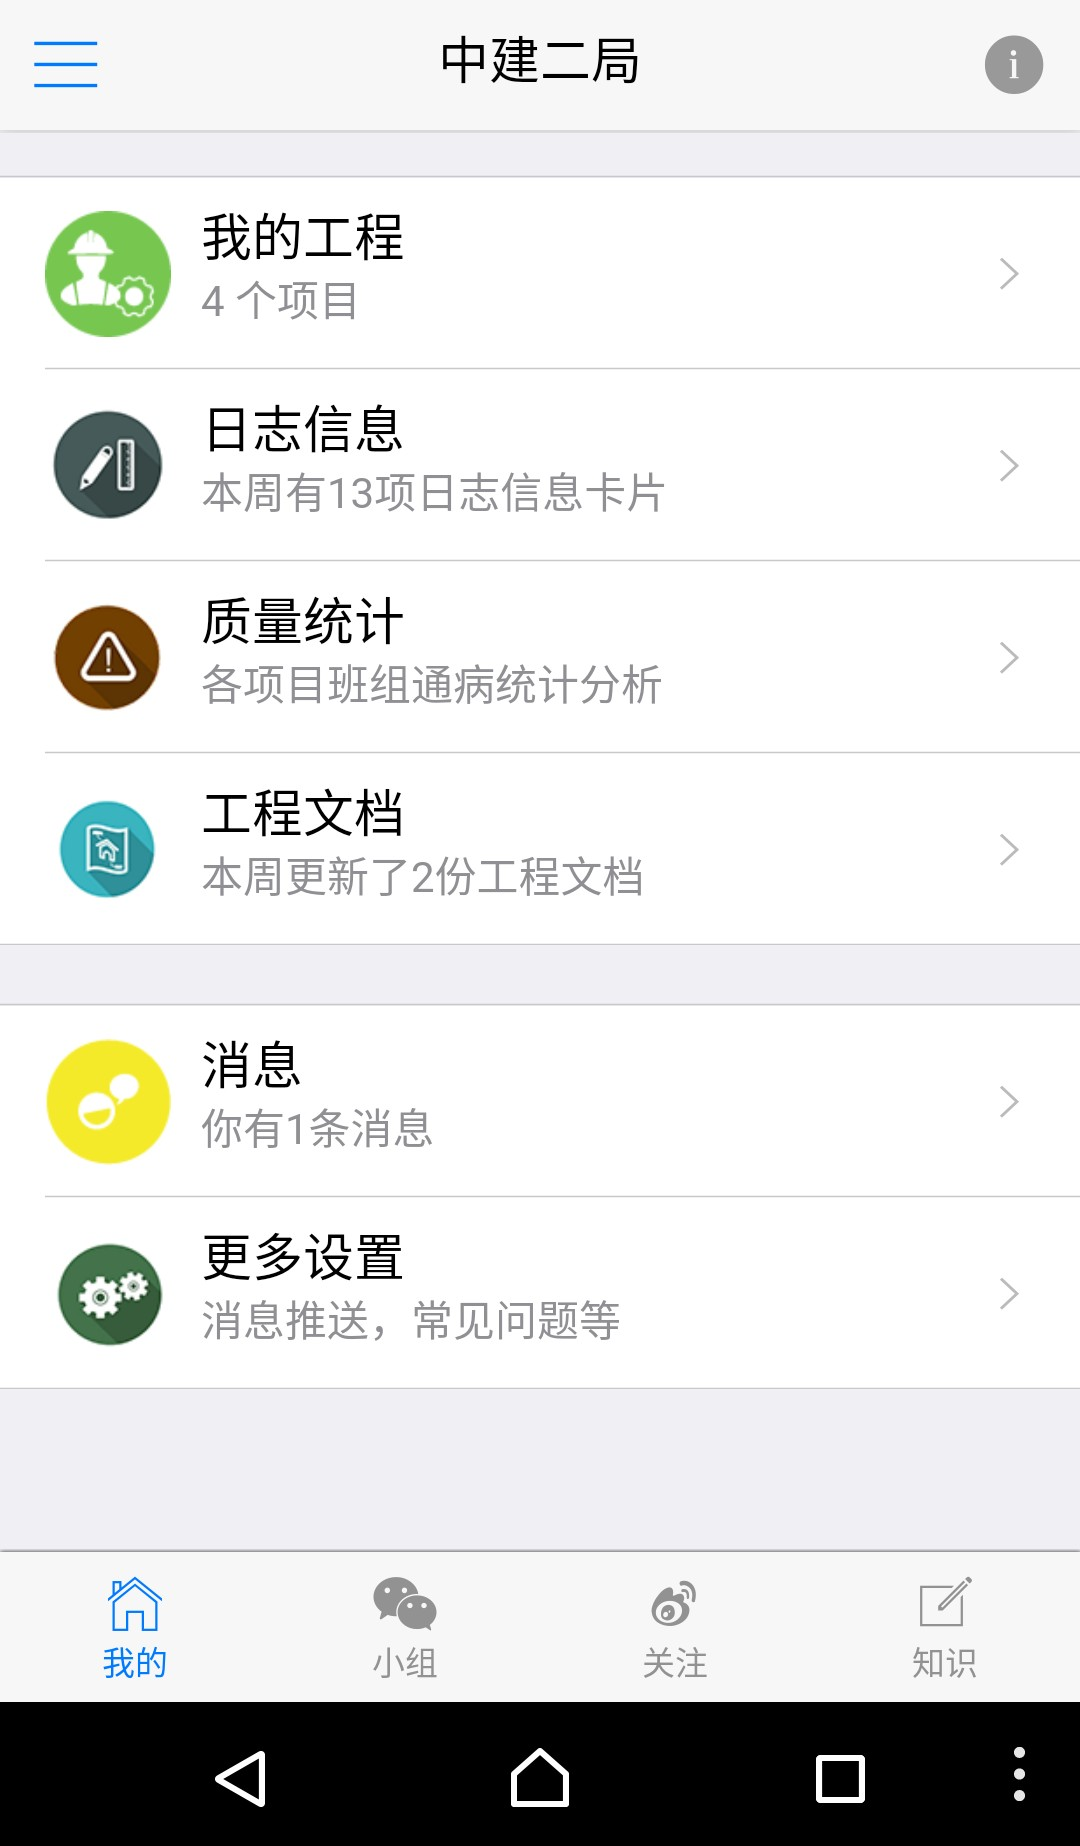 中建二局
我的工程
4 个项目
日志信息
本周有13项日志信息卡片
质量统计
各项目班组通病统计分析
工程文档
本周更新了2份工程文档
消息
你有1条消息
更多设置
消息推送，常见问题等
我的
小组
关注
知识